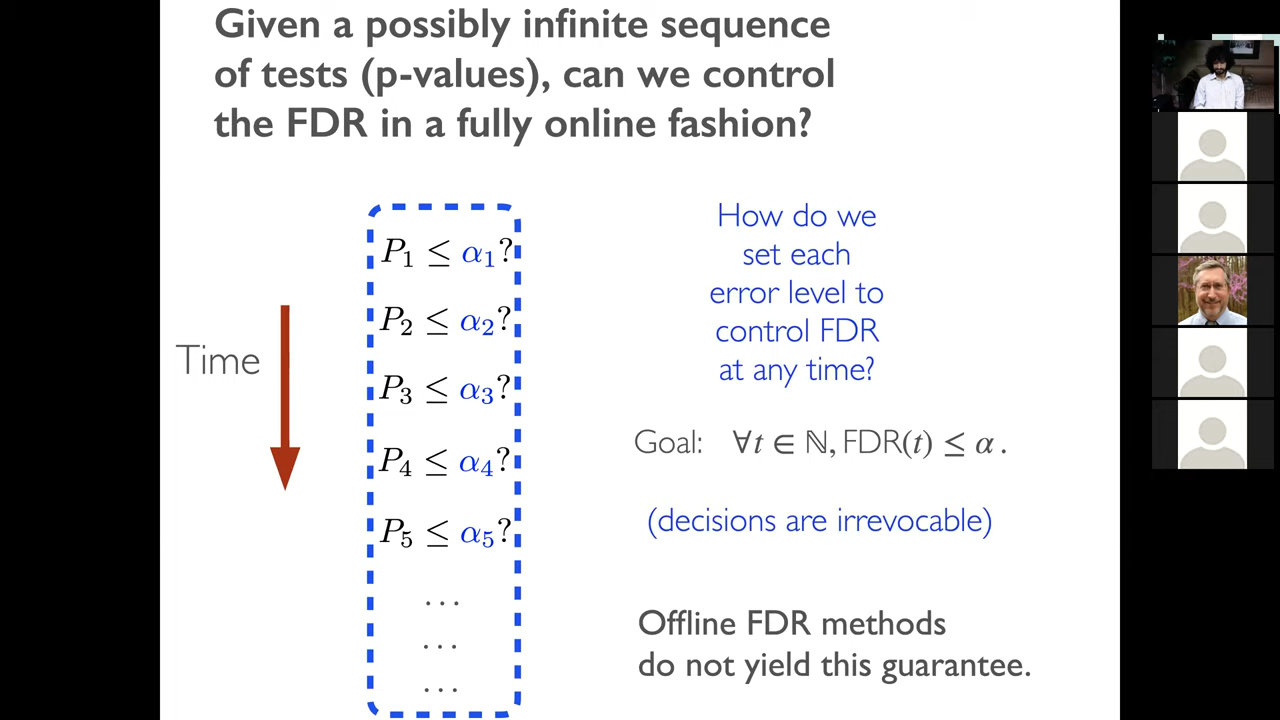 Given a possibly infinite sequence
of tests (p-values), can we control
the FDR in a fully online fashion?
Time
P₁ ≤ α₁?
P₂ ≤ α₂?
P₃ ≤ α₃?
P₄ ≤ α₄?
P₅ ≤ α₅?
...
...
...
How do we
set each
error level to
control FDR
at any time?
Goal: ∀t ∈ ℕ, FDR(t) ≤ α .
(decisions are irrevocable)
Offline FDR methods
do not yield this guarantee.